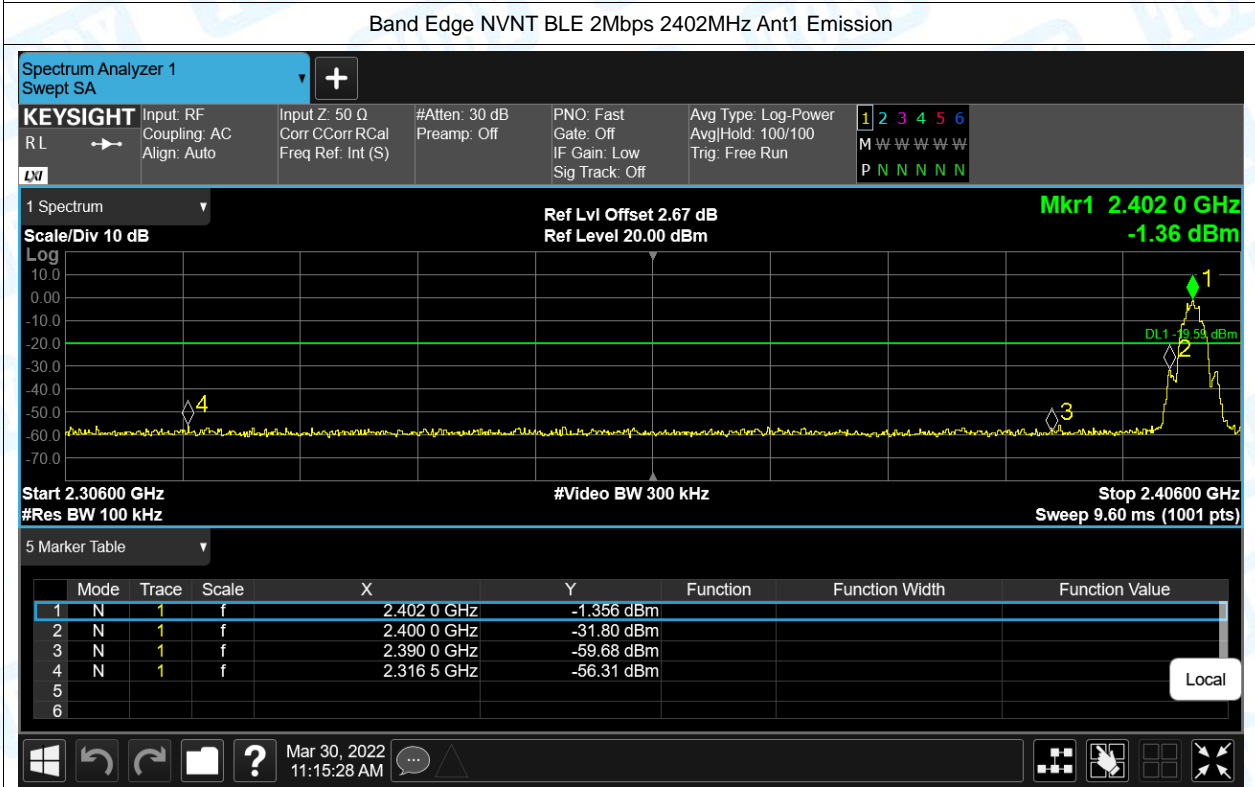 Band Edge NVNT BLE 2Mbps 2402MHz Ant1 Emission
Spectrum Analyzer 1
Swept SA
KEYSIGHT
RL
LXI
Input: RF
Coupling: AC
Align: Auto
Input Z: 50 Ω
Corr CCorr RCal
Freq Ref: Int (S)
#Atten: 30 dB
Preamp: Off
PNO: Fast
Gate: Off
IF Gain: Low
Sig Track: Off
Avg Type: Log-Power
Avg|Hold: 100/100
Trig: Free Run
1 2 3 4 5 6
M W W W W W
P N N N N N
1 Spectrum
Scale/Div 10 dB
Ref Lvl Offset 2.67 dB
Ref Level 20.00 dBm
Mkr1 2.402 0 GHz
-1.36 dBm
Log
10.0
0.00
-10.0
-20.0
-30.0
-40.0
-50.0
-60.0
-70.0
1
DL1 -19.59 dBm
2
4
3
Start 2.30600 GHz
#Video BW 300 kHz
Stop 2.40600 GHz
#Res BW 100 kHz
Sweep 9.60 ms (1001 pts)
5 Marker Table
Mode Trace Scale X Y Function Function Width Function Value
1 N 1 f 2.402 0 GHz -1.356 dBm
2 N 1 f 2.400 0 GHz -31.80 dBm
3 N 1 f 2.390 0 GHz -59.68 dBm
4 N 1 f 2.316 5 GHz -56.31 dBm
5
6
Local
?
Mar 30, 2022
11:15:28 AM